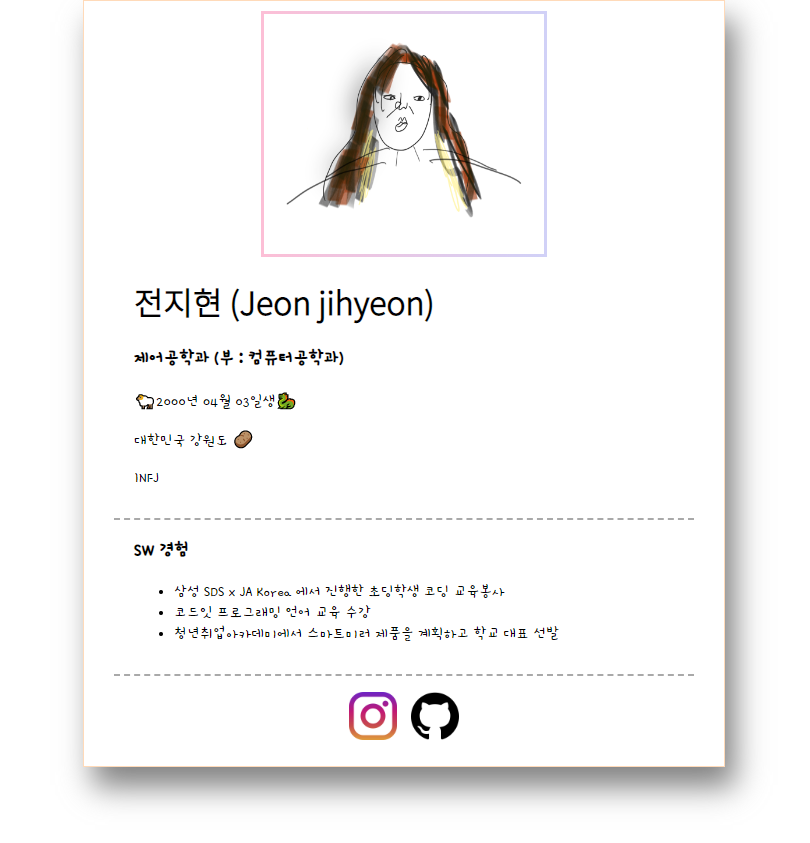 전지현 (Jeon jihyeon)
제어공학과 (부 : 컴퓨터공학과)
🐑2000년 04월 03일생🐉
대한민국 강원도 🥔
INFJ
SW 경험
• 삼성 SDS x JA Korea 에서 진행한 초딩학생 코딩 교육봉사
• 코드잇 프로그래밍 언어 교육 수강
• 청년취업아카데미에서 스마트미러 제품을 계획하고 학교 대표 선발